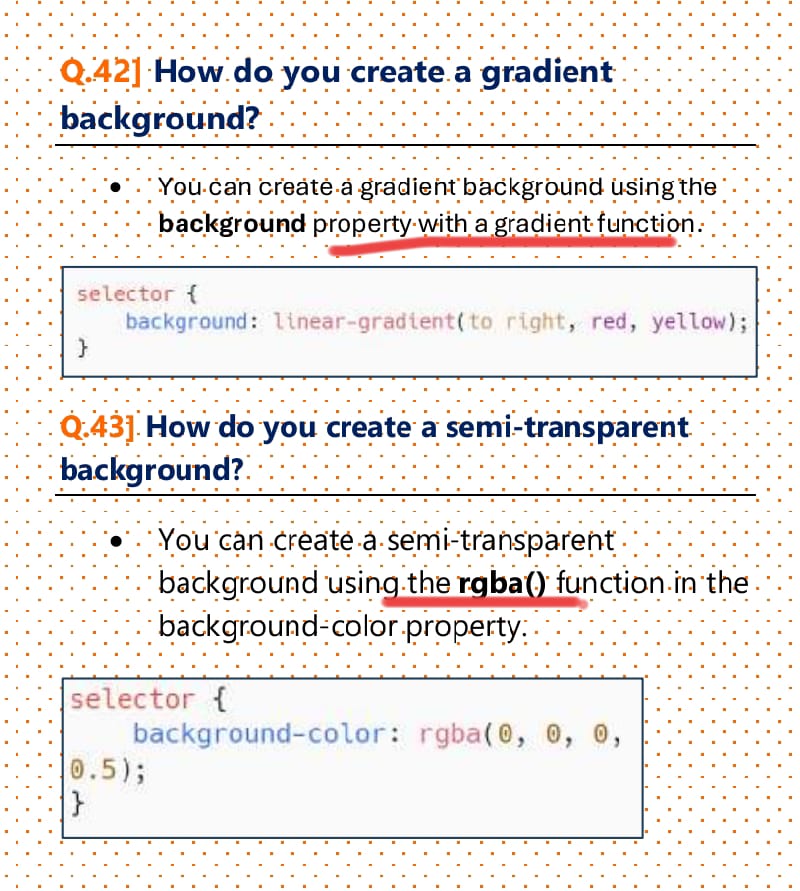 Q.42] How do you create a gradient
background?
• You can create a gradient background using the
background property with a gradient function.
selector {
    background: linear-gradient(to right, red, yellow);
}
Q.43] How do you create a semi-transparent
background?
• You can create a semi-transparent
background using the rgba() function in the
background-color property.
selector {
    background-color: rgba(0, 0, 0,
0.5);
}